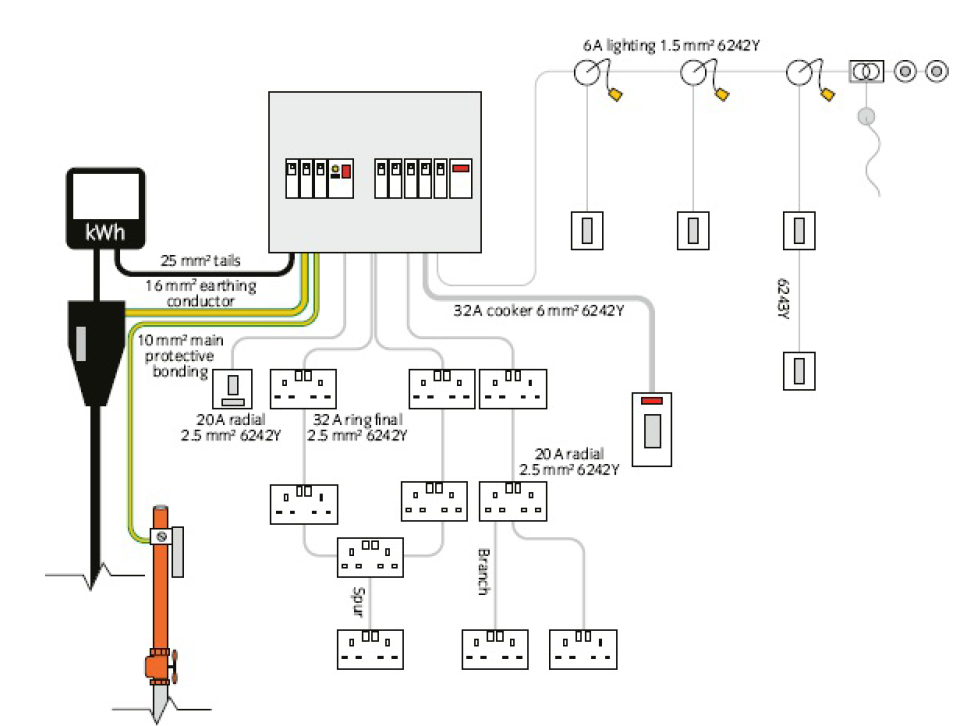 6A lighting 1.5 mm² 6242Y
kWh
25 mm² tails
16 mm² earthing
conductor
10 mm² main
protective
bonding
32A cooker 6 mm² 6242Y
6243Y
20A radial
2.5 mm² 6242Y
32A ring final
2.5 mm² 6242Y
20A radial
2.5 mm² 6242Y
Spur
Branch